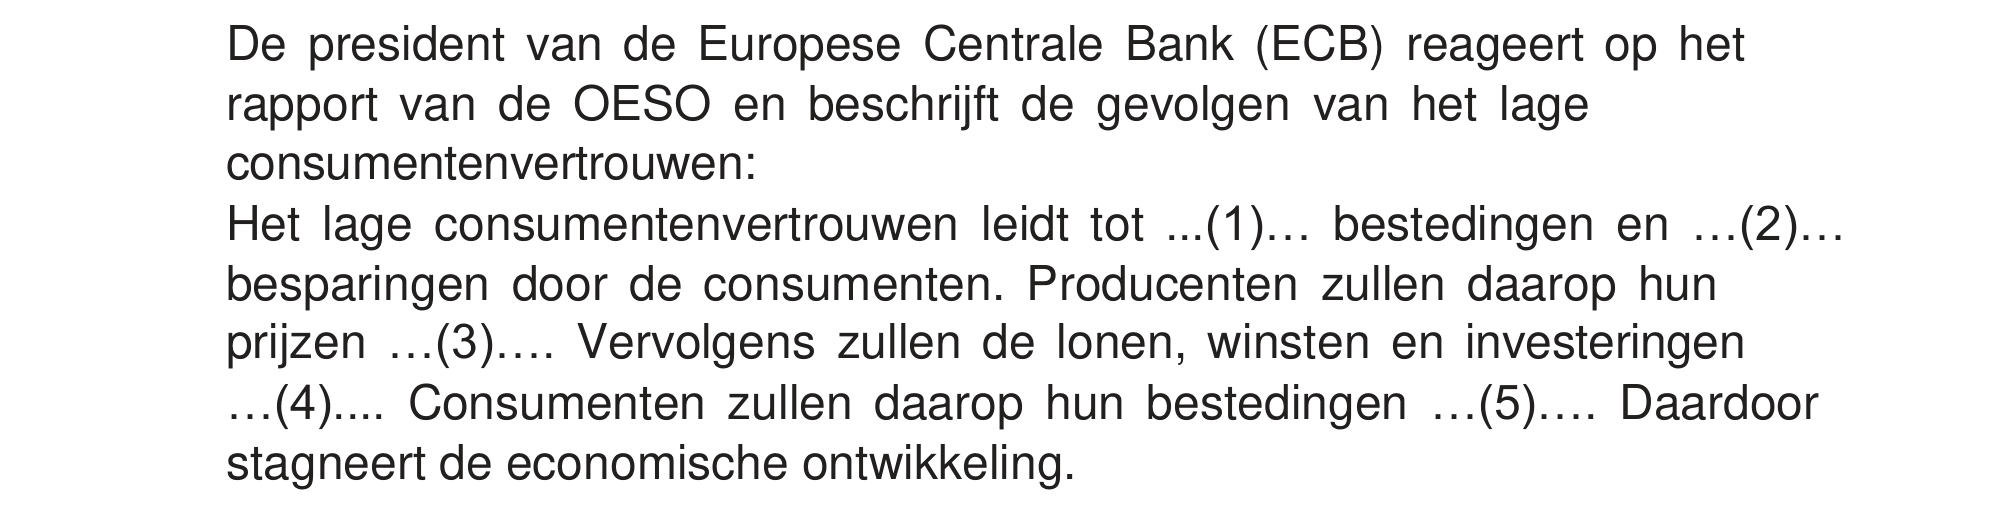 De president van de Europese Centrale Bank (ECB) reageert op het
rapport van de OESO en beschrijft de gevolgen van het lage
consumentenvertrouwen:
Het lage consumentenvertrouwen leidt tot ...(1)… bestedingen en …(2)…
besparingen door de consumenten. Producenten zullen daarop hun
prijzen …(3)…. Vervolgens zullen de lonen, winsten en investeringen
…(4).... Consumenten zullen daarop hun bestedingen …(5)…. Daardoor
stagneert de economische ontwikkeling.